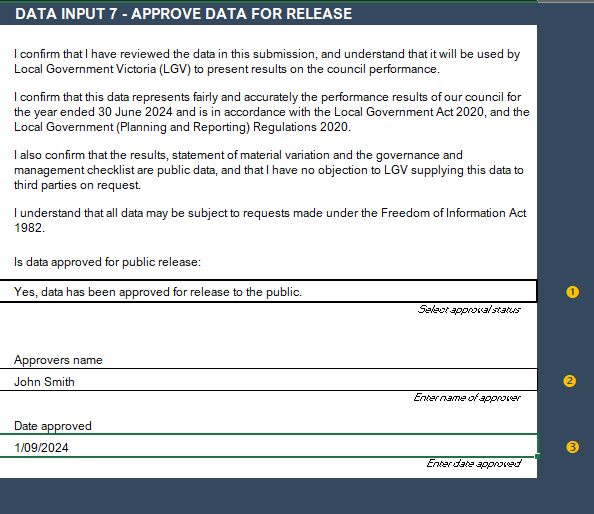 DATA INPUT 7 - APPROVE DATA FOR RELEASE
I confirm that I have reviewed the data in this submission, and understand that it will be used by
Local Government Victoria (LGV) to present results on the council performance.
I confirm that this data represents fairly and accurately the performance results of our council for
the year ended 30 June 2024 and is in accordance with the Local Government Act 2020, and the
Local Government (Planning and Reporting) Regulations 2020.
I also confirm that the results, statement of material variation and the governance and
management checklist are public data, and that I have no objection to LGV supplying this data to
third parties on request.
I understand that all data may be subject to requests made under the Freedom of Information Act
1982.
Is data approved for public release:
Yes, data has been approved for release to the public.
1
Select approval status
Approvers name
John Smith
2
Enter name of approver
Date approved
1/09/2024
3
Enter date approved